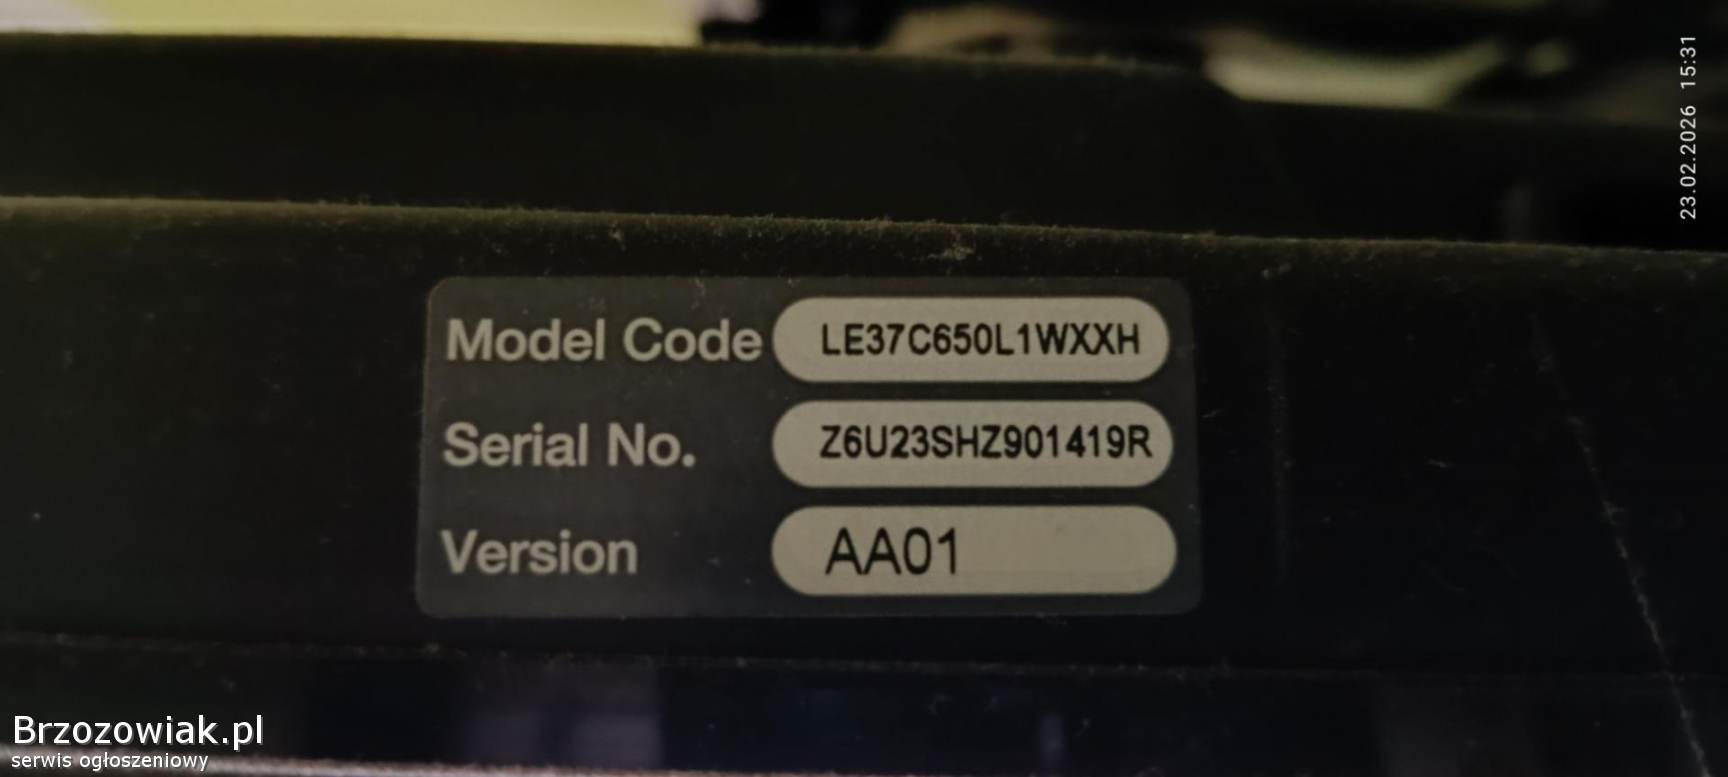 23.02.2026 15:31
Model Code LE37C650L1WXXH
Serial No. Z6U23SHZ901419R
Version AA01
Brzozowiak.pl
serwis ogłoszeniowy